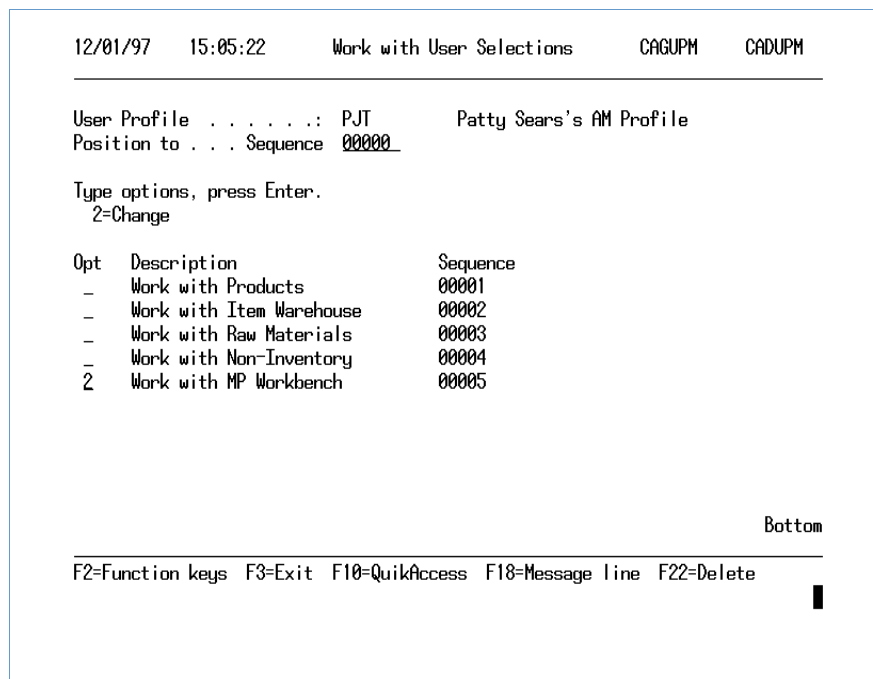 12/01/97 15:05:22 Work with User Selections CAGUPM CADUPM
User Profile . . . . . .: PJT Patty Sears's AM Profile
Position to . . . Sequence 00000
Type options, press Enter.
2=Change
Opt Description Sequence
_ Work with Products 00001
_ Work with Item Warehouse 00002
_ Work with Raw Materials 00003
_ Work with Non-Inventory 00004
2 Work with MP Workbench 00005
Bottom
F2=Function keys F3=Exit F10=QuikAccess F18=Message line F22=Delete